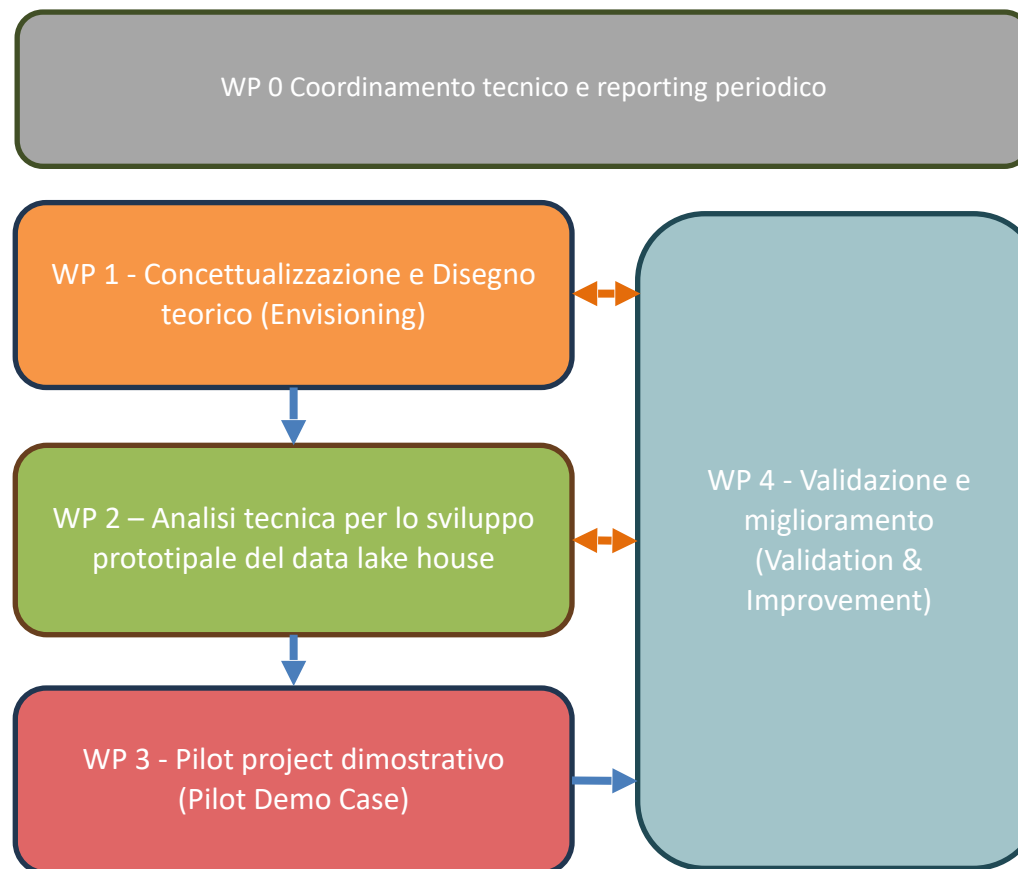 WP 0 Coordinamento tecnico e reporting periodico
WP 1 - Concettualizzazione e Disegno
teorico (Envisioning)
WP 2 – Analisi tecnica per lo sviluppo
prototipale del data lake house
WP 3 - Pilot project dimostrativo
(Pilot Demo Case)
WP 4 - Validazione e
miglioramento
(Validation &
Improvement)